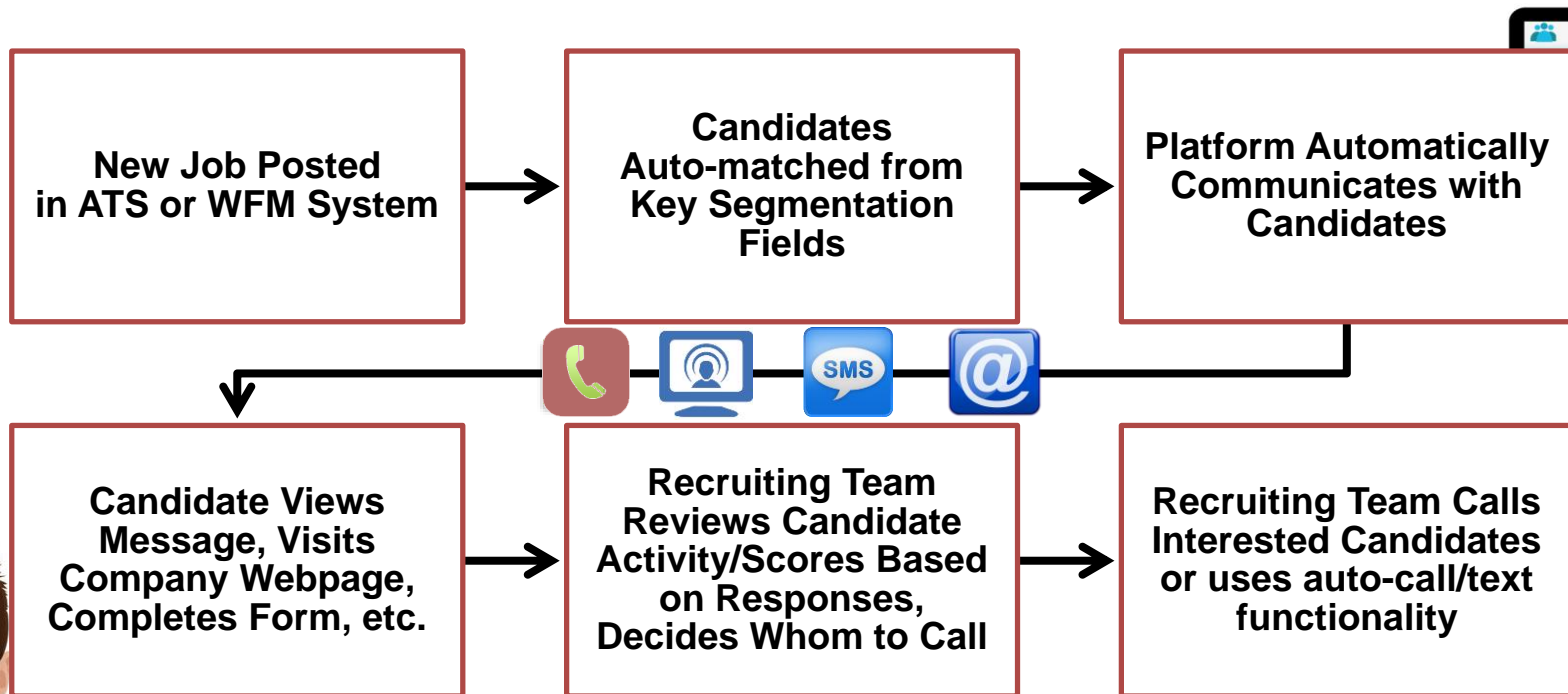 New Job Posted
in ATS or WFM System
Candidates
Auto-matched from
Key Segmentation
Fields
Platform Automatically
Communicates with
Candidates
SMS
@
Candidate Views
Message, Visits
Company Webpage,
Completes Form, etc.
Recruiting Team
Reviews Candidate
Activity/Scores Based
on Responses,
Decides Whom to Call
Recruiting Team Calls
Interested Candidates
or uses auto-call/text
functionality